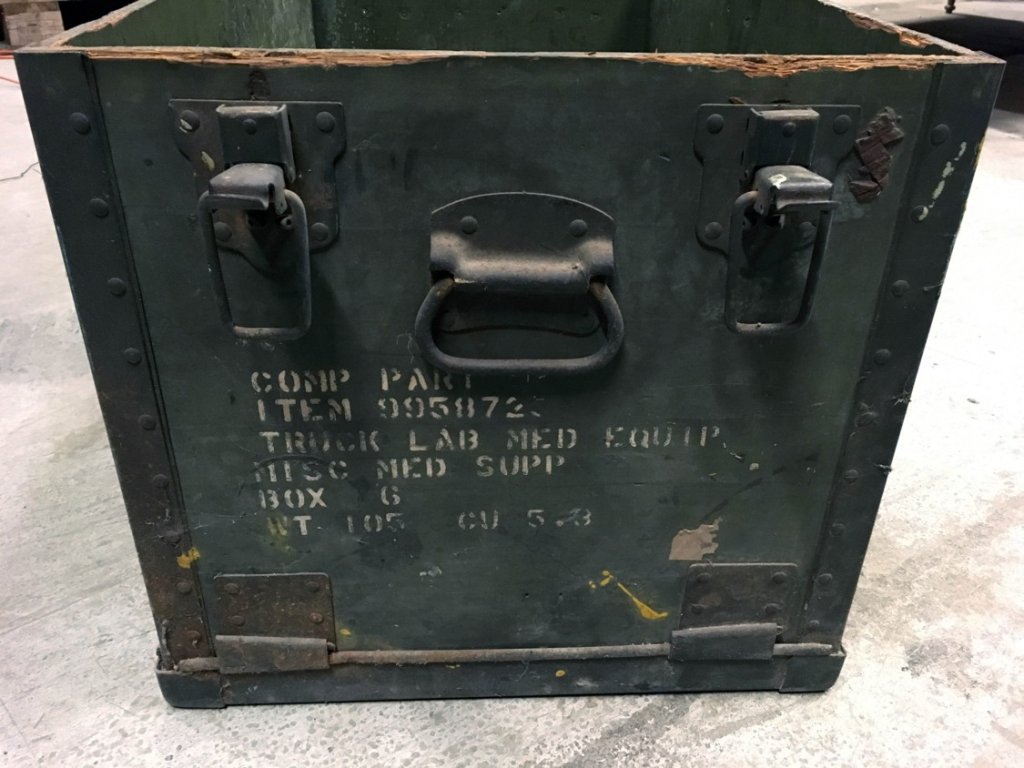 COMP PART
ITEM 995872
TRUCK LAB MED EQUIP.
MISC MED SUPP
BOX 6
WT 105 CU 5.3